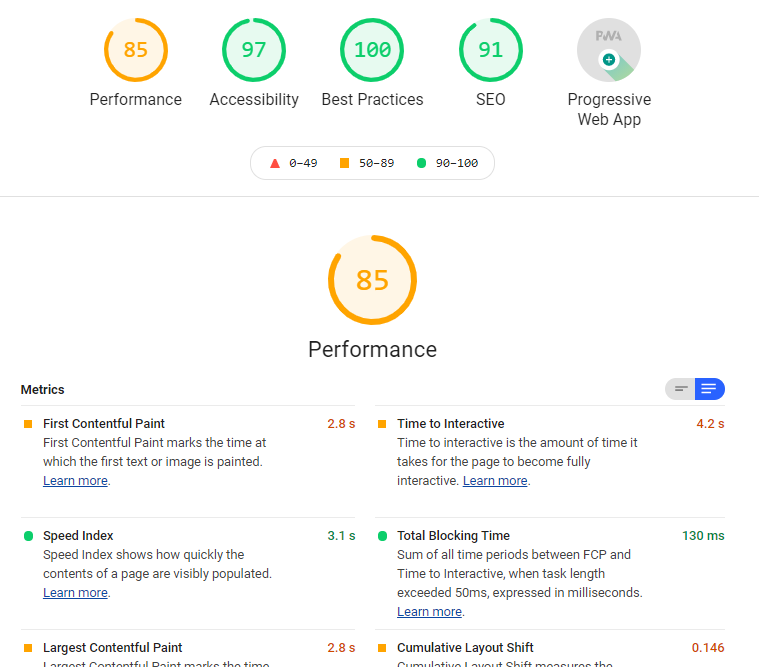 85
97
100
91
PWA
Performance
Accessibility
Best Practices
SEO
Progressive
Web App
0–49
50–89
90–100
85
Performance
Metrics
First Contentful Paint
2.8 s
First Contentful Paint marks the time at
which the first text or image is painted.
Learn more.
Time to Interactive
4.2 s
Time to interactive is the amount of time it
takes for the page to become fully
interactive. Learn more.
Speed Index
3.1 s
Speed Index shows how quickly the
contents of a page are visibly populated.
Learn more.
Total Blocking Time
130 ms
Sum of all time periods between FCP and
Time to Interactive, when task length
exceeded 50ms, expressed in milliseconds.
Learn more.
Largest Contentful Paint
2.8 s
Largest Contentful Paint marks the time
Cumulative Layout Shift
0.146
Cumulative Layout Shift measures the